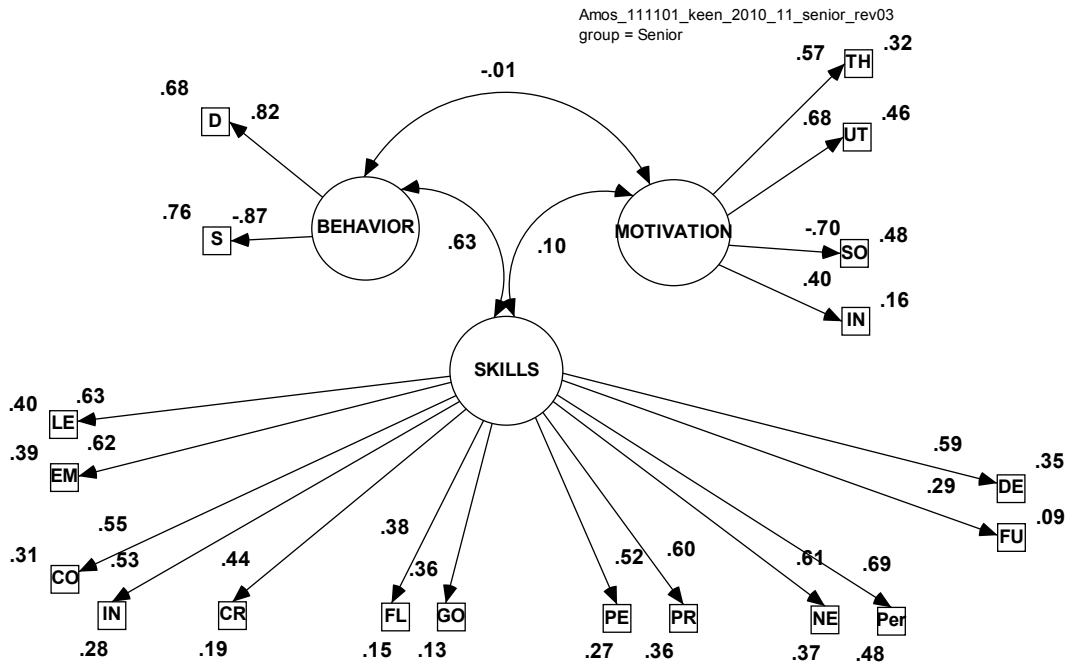 Amos_111101_keen_2010_11_senior_rev03
group = Senior
.57
TH
.32
-.01
.68
D
.82
.68
UT
.46
.76
S
-.87
BEHAVIOR
.63
.10
MOTIVATION
-.70
SO
.48
.40
IN
.16
SKILLS
.40
LE
.63
.39
EM
.62
.59
DE
.35
.29
FU
.09
.31
CO
.55
.53
IN
.28
.44
CR
.19
.38
FL
.15
.36
GO
.13
.52
PE
.27
.60
PR
.36
.61
NE
.37
.69
Per
.48